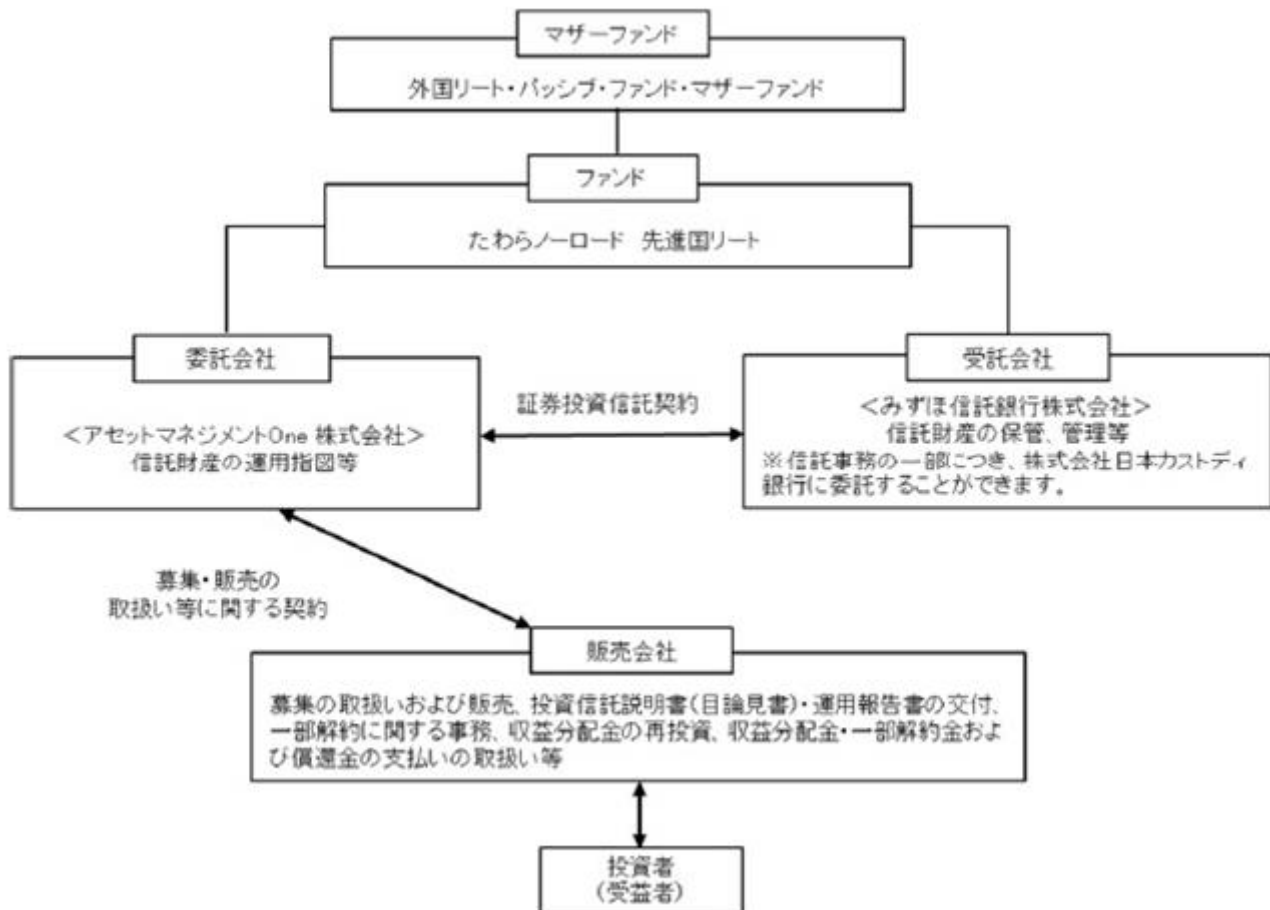 マザーファンド
外国リート・パッシブ・ファンド・マザーファンド
ファンド
たわらノーロード 先進国リート
委託会社
＜アセットマネジメントOne 株式会社＞
信託財産の運用指図等
証券投資信託契約
受託会社
＜みずほ信託銀行株式会社＞
信託財産の保管、管理等
※信託事務の一部につき、株式会社日本カストディ
銀行に委託することができます。
募集・販売の
取扱い等に関する契約
販売会社
募集の取扱いおよび販売、投資信託説明書(目論見書)・運用報告書の交付、
一部解約に関する事務、収益分配金の再投資、収益分配金・一部解約金およ
び償還金の支払いの取扱い等
投資者
(受益者)